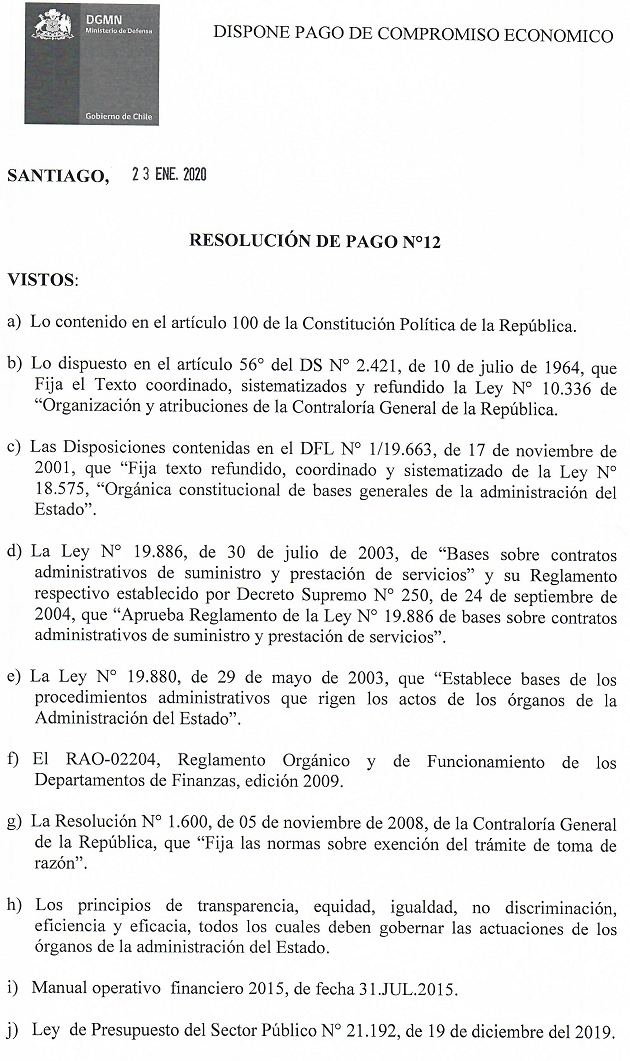 DGMN
Ministerio de Defensa
Gobierno de Chile
DISPONE PAGO DE COMPROMISO ECONOMICO
SANTIAGO, 23 ENE. 2020
RESOLUCIÓN DE PAGO Nº12
VISTOS:
a) Lo contenido en el artículo 100 de la Constitución Política de la República.
b) Lo dispuesto en el artículo 56° del DS N° 2.421, de 10 de julio de 1964, que
Fija el Texto coordinado, sistematizados y refundido la Ley N° 10.336 de
“Organización y atribuciones de la Contraloría General de la República.
c) Las Disposiciones contenidas en el DFL N° 1/19.663, de 17 de noviembre de
2001, que “Fija texto refundido, coordinado y sistematizado de la Ley N°
18.575, “Orgánica constitucional de bases generales de la administración del
Estado”.
d) La Ley N° 19.886, de 30 de julio de 2003, de “Bases sobre contratos
administrativos de suministro y prestación de servicios” y su Reglamento
respectivo establecido por Decreto Supremo N° 250, de 24 de septiembre de
2004, que “Aprueba Reglamento de la Ley N° 19.886 de bases sobre contratos
administrativos de suministro y prestación de servicios”.
e) La Ley N° 19.880, de 29 de mayo de 2003, que “Establece bases de los
procedimientos administrativos que rigen los actos de los órganos de la
Administración del Estado”.
f) El RAO-02204, Reglamento Orgánico y de Funcionamiento de los
Departamentos de Finanzas, edición 2009.
g) La Resolución N° 1.600, de 05 de noviembre de 2008, de la Contraloría General
de la República, que “Fija las normas sobre exención del trámite de toma de
razón”.
h) Los principios de transparencia, equidad, igualdad, no discriminación,
eficiencia y eficacia, todos los cuales deben gobernar las actuaciones de los
órganos de la administración del Estado.
i) Manual operativo financiero 2015, de fecha 31.JUL.2015.
j) Ley de Presupuesto del Sector Público N° 21.192, de 19 de diciembre del 2019.